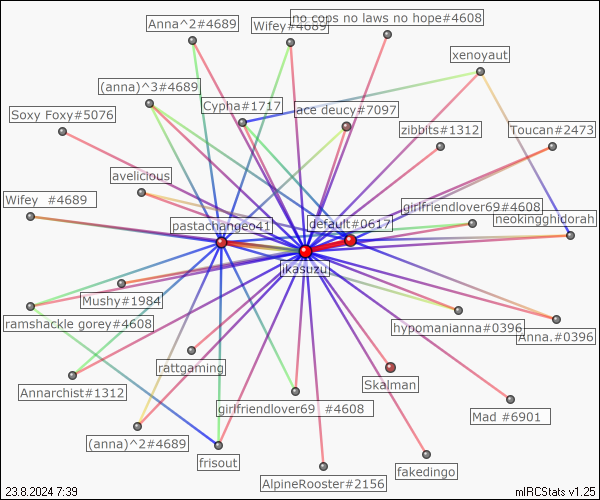 no cops no laws no hope#4608
Anna^2#4689
Wifey#4689
xenoyaut
(anna)^3#4689
Cypha#1717
ace deucy#7097
Soxy Foxy#5076
zibbits#1312
Toucan#2473
avelicious
Wifey #4689
girlfriendlover69#4608
pastachangeo41
default#0617
neokingghidorah
jikasuzu
Mushy#1984
ramshackle gorey#4608
hypomanianna#0396
Anna.#0396
rattgaming
Skalman
Annarchist#1312
girlfriendlover69 #4608
Mad #6901
(anna)^2#4689
frisout
fakedingo
AlpineRooster#2156
23.8.2024 7:39
mIRCStats v1.25